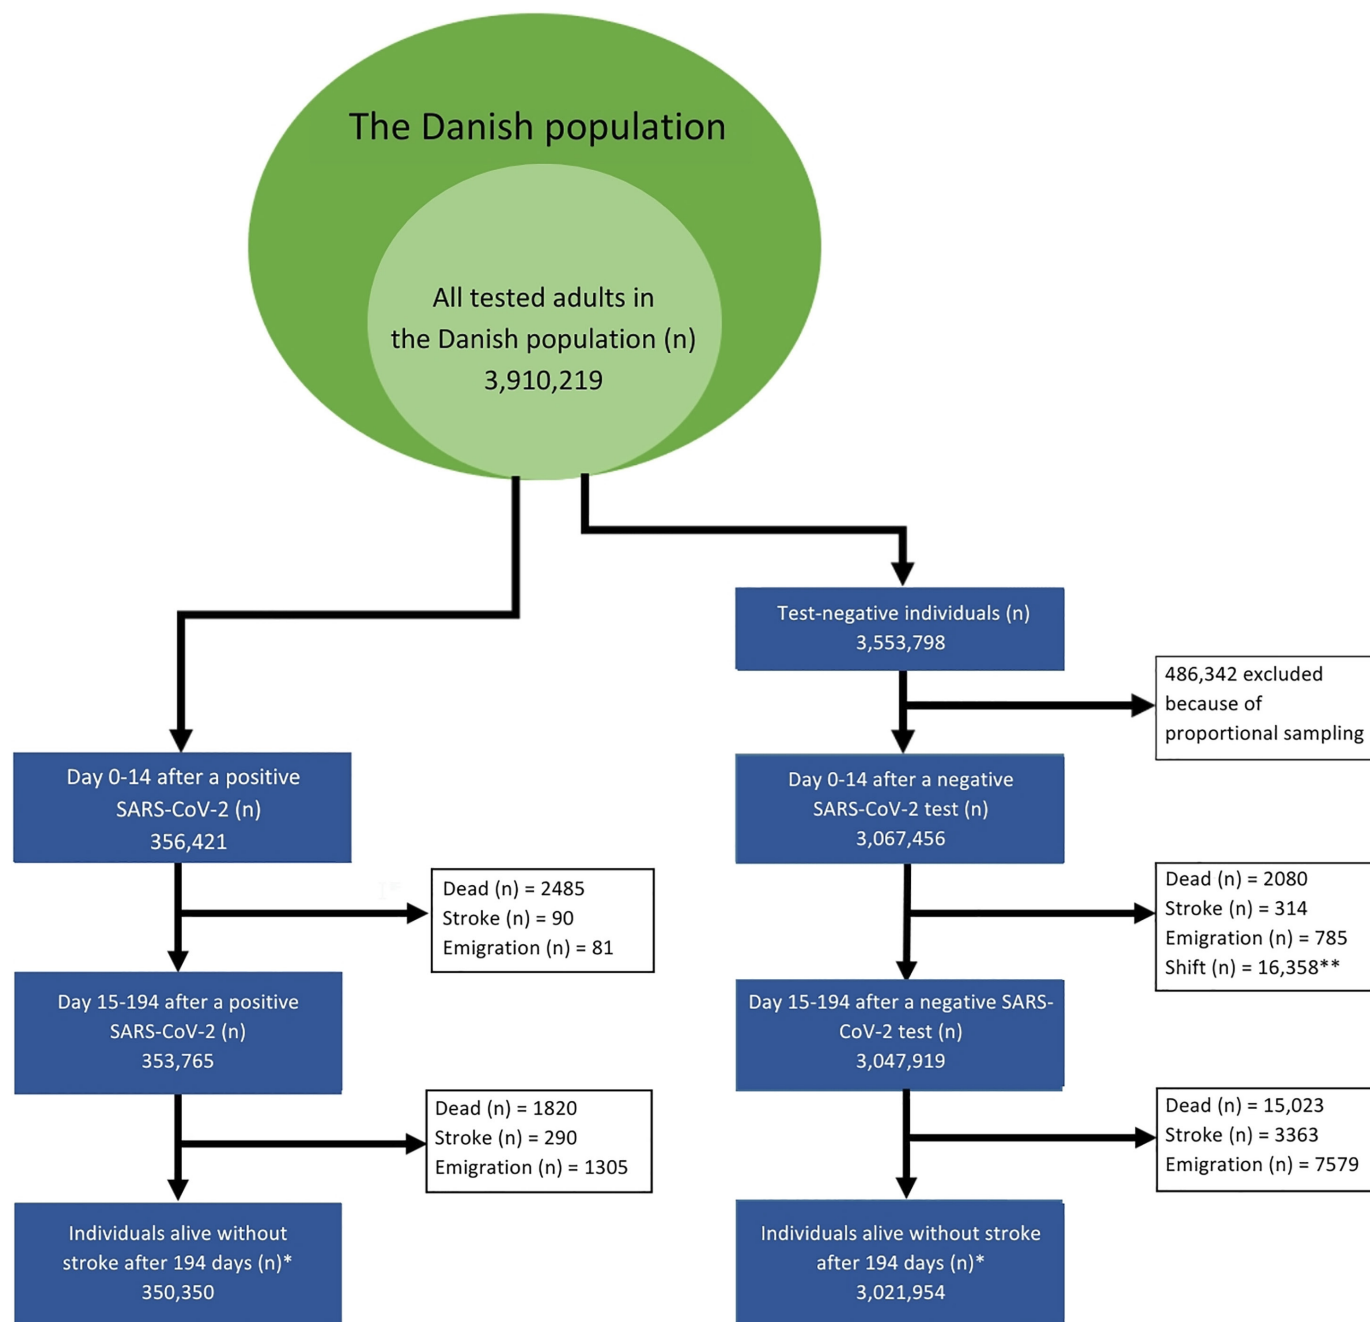 The Danish population
All tested adults in
the Danish population (n)
3,910,219
Test-negative individuals (n)
3,553,798
486,342 excluded
because of
proportional sampling
Day 0-14 after a positive
SARS-CoV-2 (n)
356,421
Day 0-14 after a negative
SARS-CoV-2 test (n)
3,067,456
Dead (n) = 2485
Stroke (n) = 90
Emigration (n) = 81
Dead (n) = 2080
Stroke (n) = 314
Emigration (n) = 785
Shift (n) = 16,358**
Day 15-194 after a positive
SARS-CoV-2 (n)
353,765
Day 15-194 after a negative SARS-
CoV-2 test (n)
3,047,919
Dead (n) = 1820
Stroke (n) = 290
Emigration (n) = 1305
Dead (n) = 15,023
Stroke (n) = 3363
Emigration (n) = 7579
Individuals alive without
stroke after 194 days (n)*
350,350
Individuals alive without stroke
after 194 days (n)*
3,021,954